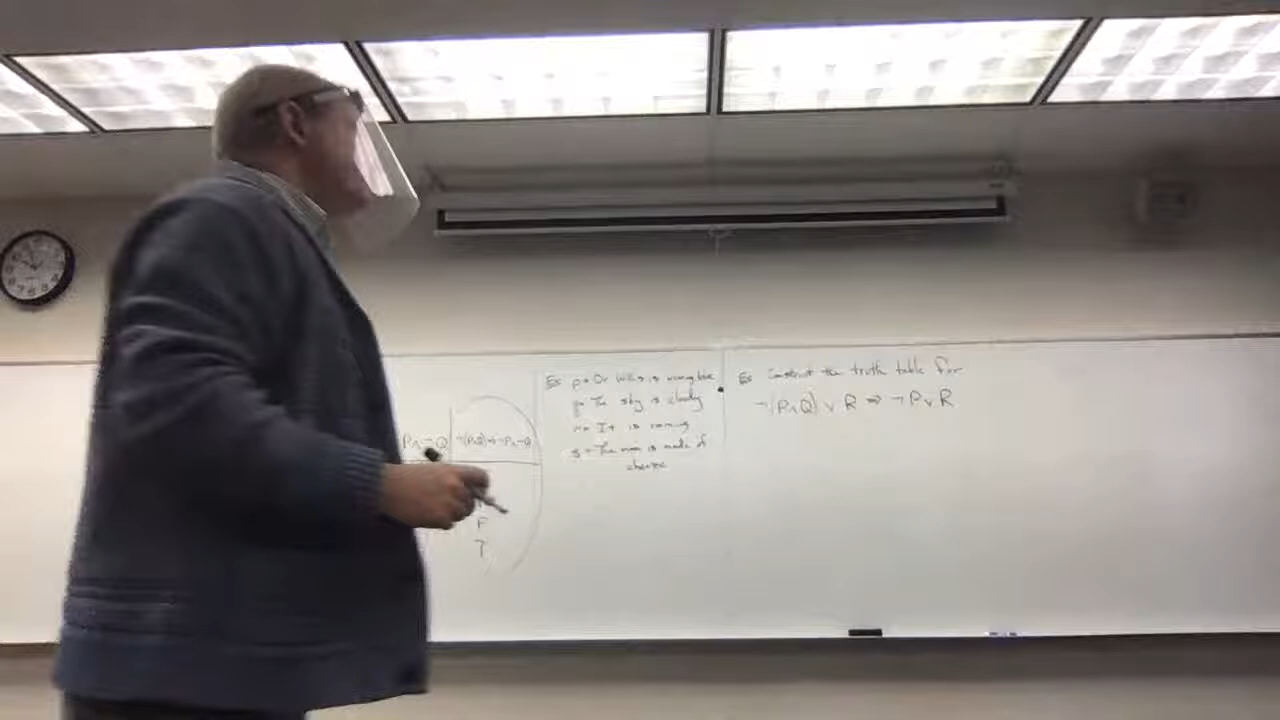 P∧¬Q ¬(P∧Q)⇒¬P∧¬Q
F
T
Ex p = Dr Wills is wearing blue
q = The sky is cloudy
r = It is raining
s = The moon is made of
cheese
Ex Construct the truth table for
¬(P∧Q) ∨ R ⇒ ¬P∨R